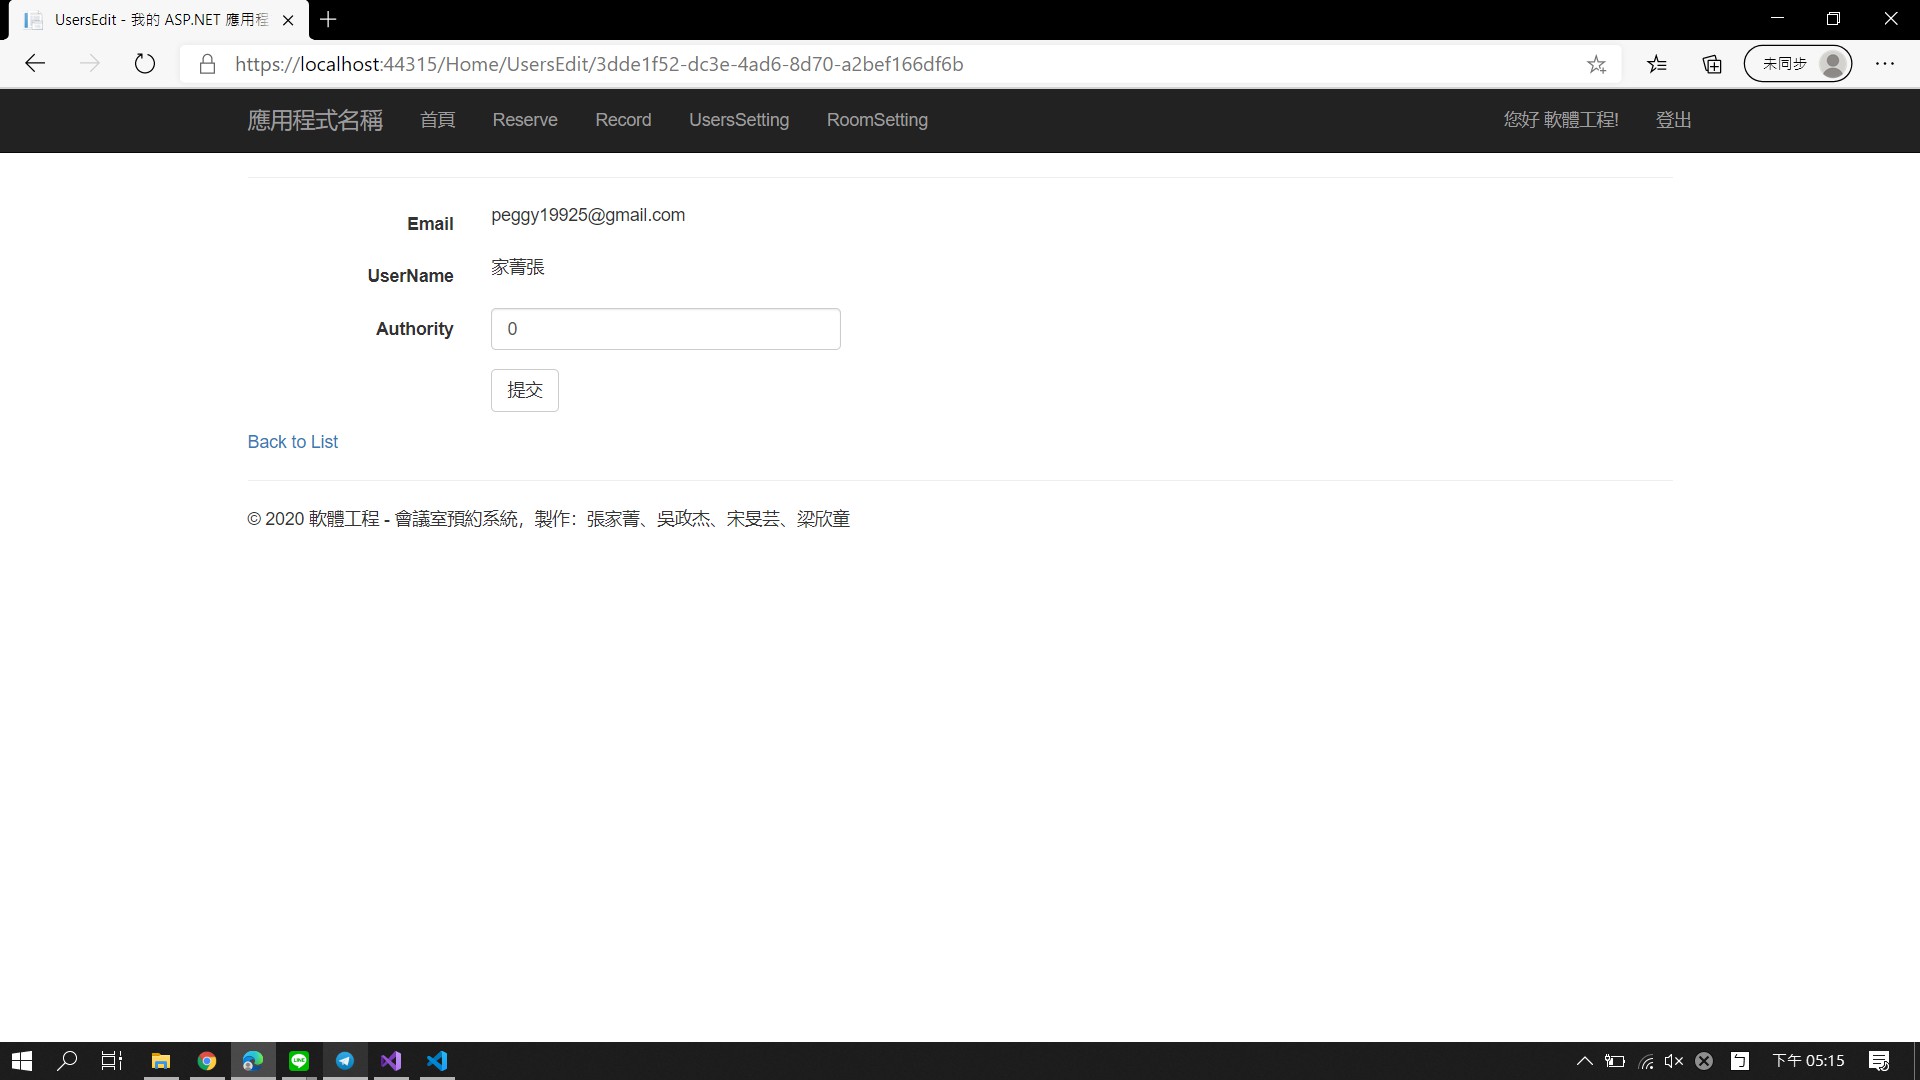 UsersEdit - 我的 ASP.NET 應用程
https://localhost:44315/Home/UsersEdit/3dde1f52-dc3e-4ad6-8d70-a2bef166df6b
未同步
應用程式名稱 首頁 Reserve Record UsersSetting RoomSetting 您好 軟體工程! 登出
Email peggy19925@gmail.com
UserName 家菁張
Authority 0
提交
Back to List
© 2020 軟體工程 - 會議室預約系統，製作：張家菁、吳政杰、宋旻芸、梁欣童
下午 05:15